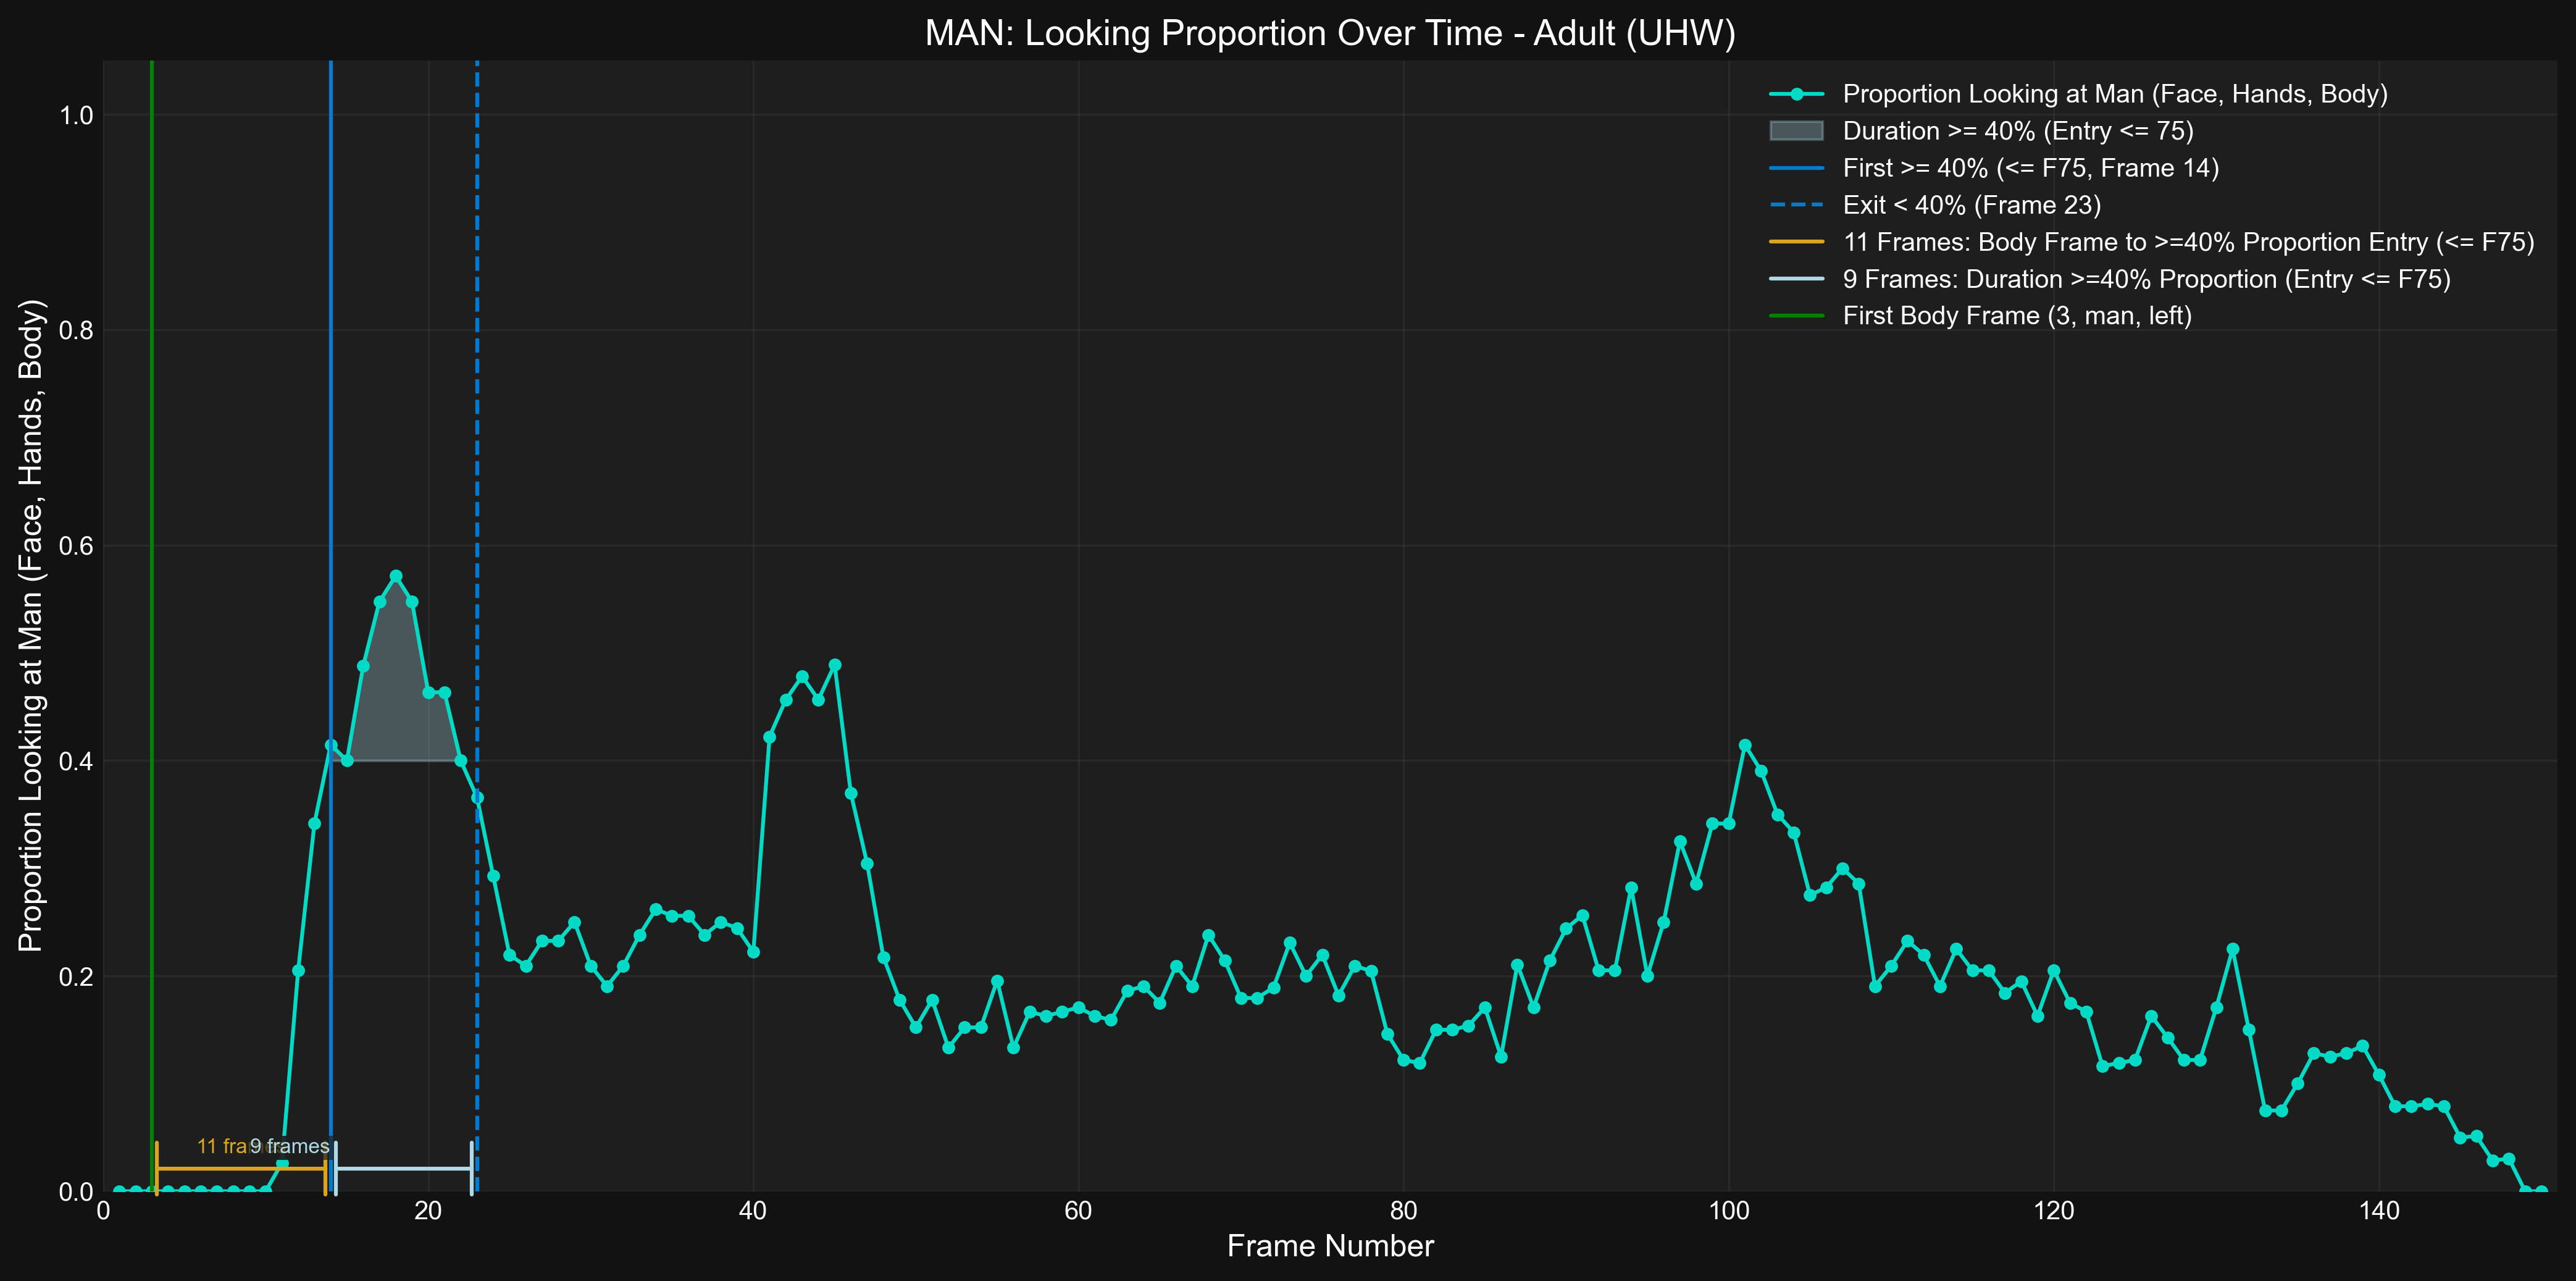 MAN: Looking Proportion Over Time - Adult (UHW)
Proportion Looking at Man (Face, Hands, Body)
Duration >= 40% (Entry <= 75)
First >= 40% (<= F75, Frame 14)
Exit < 40% (Frame 23)
11 Frames: Body Frame to >=40% Proportion Entry (<= F75)
9 Frames: Duration >=40% Proportion (Entry <= F75)
First Body Frame (3, man, left)
Proportion Looking at Man (Face, Hands, Body)
1.0
0.8
0.6
0.4
0.2
0.0
11 frames
9 frames
0 20 40 60 80 100 120 140
Frame Number